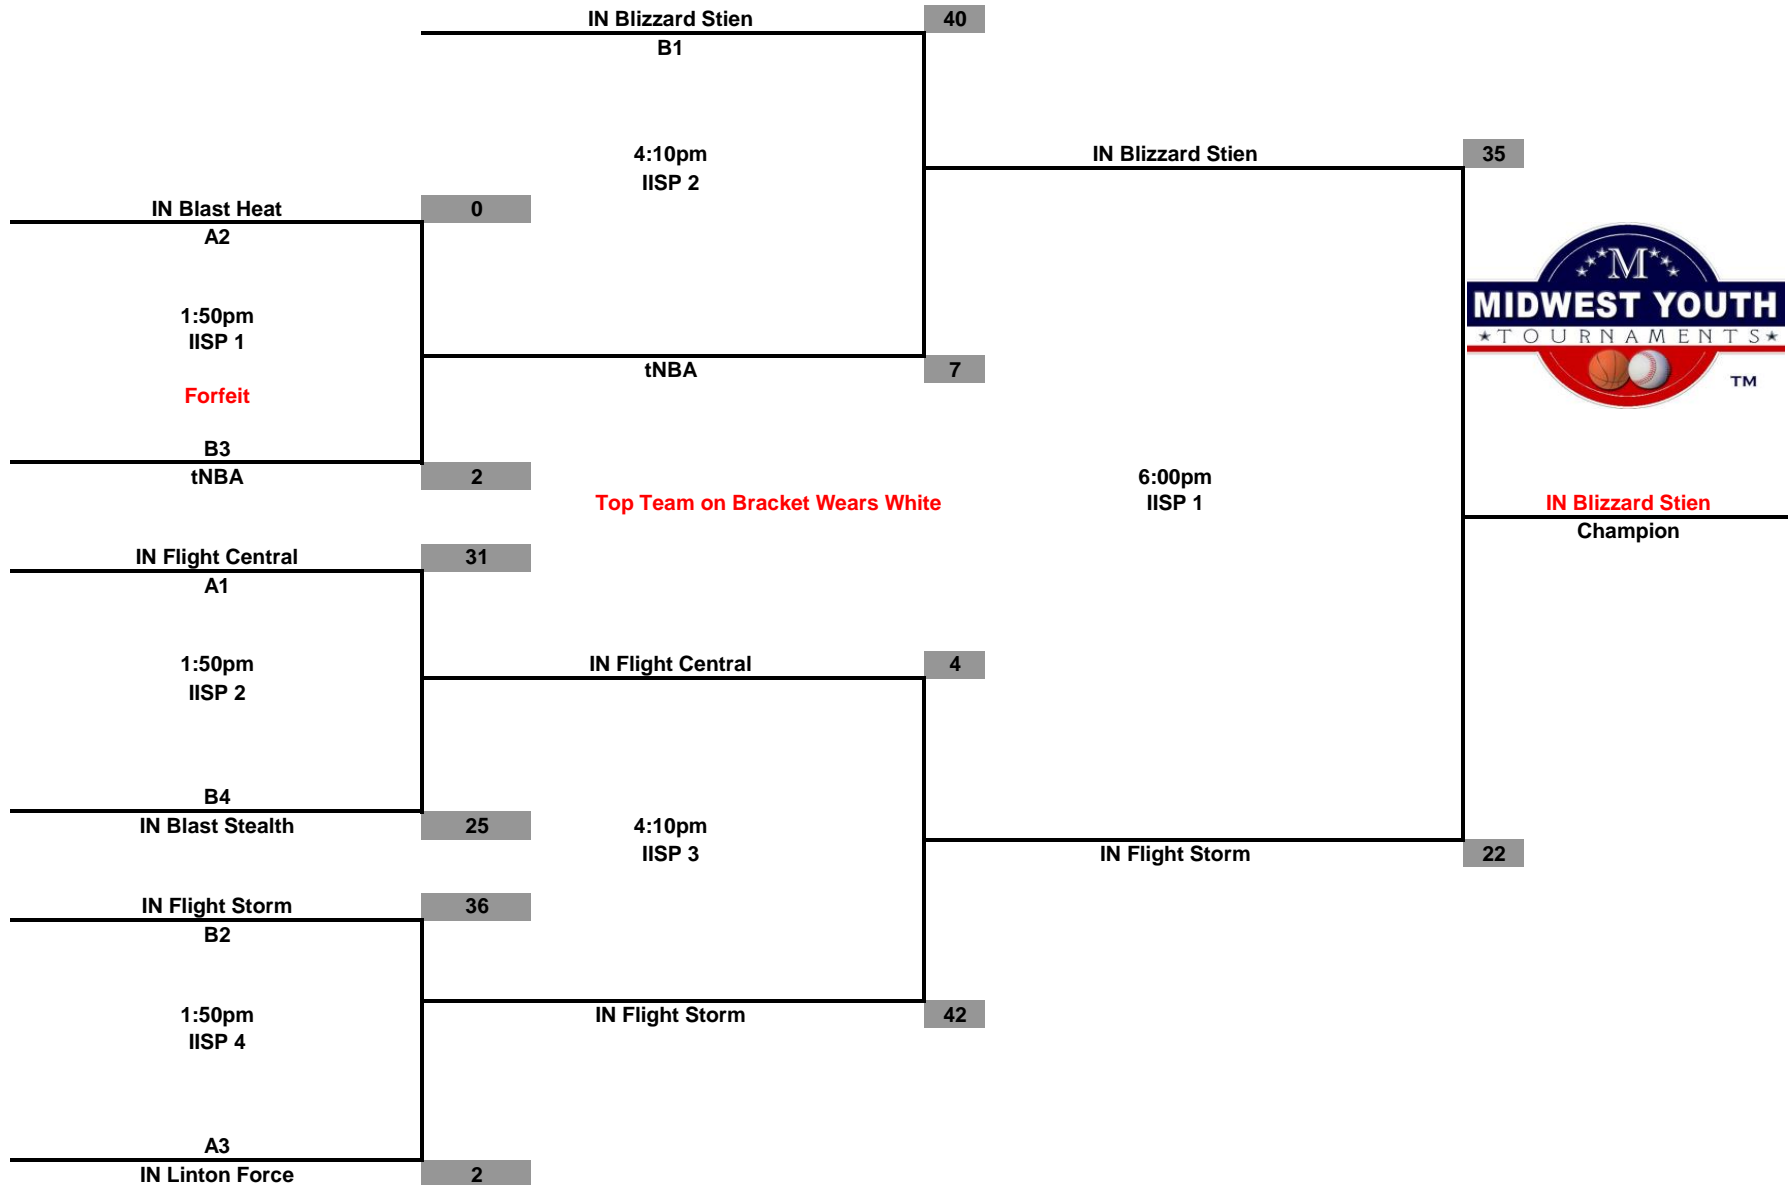 IN Blizzard Stien 40
B1
4:10pm
IISP 2
IN Blizzard Stien 35
IN Blast Heat 0
A2
1:50pm
IISP 1
Forfeit
B3
tNBA 2
tNBA 7
M
MIDWEST YOUTH
TOURNAMENTS
TM
Top Team on Bracket Wears White
6:00pm
IISP 1
IN Blizzard Stien
Champion
IN Flight Central 31
A1
1:50pm
IISP 2
B4
IN Blast Stealth 25
IN Flight Central 4
4:10pm
IISP 3
IN Flight Storm 22
IN Flight Storm 36
B2
1:50pm
IISP 4
A3
IN Linton Force 2
IN Flight Storm 42